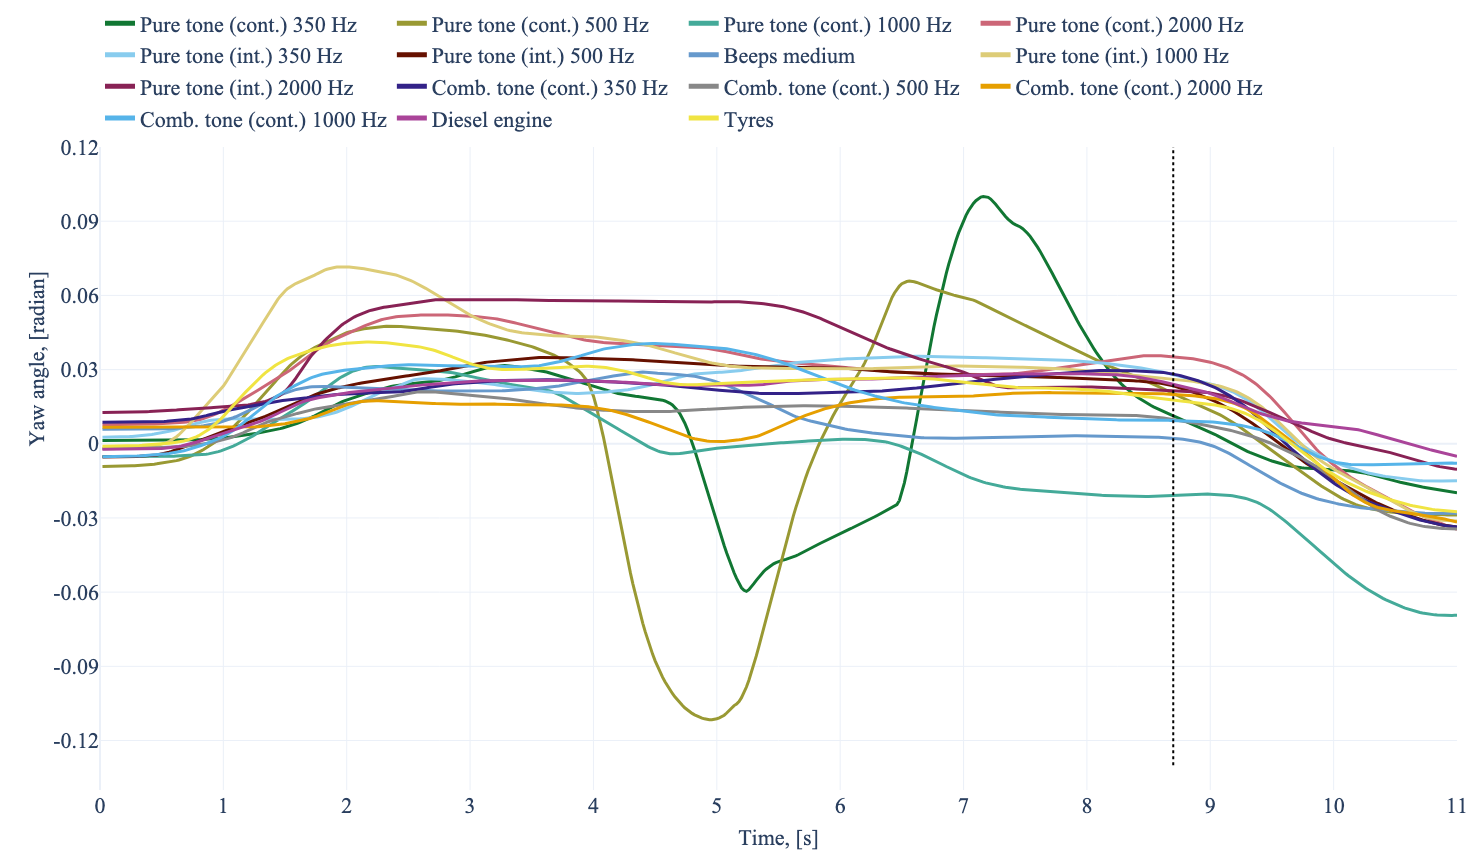 Pure tone (cont.) 350 Hz Pure tone (cont.) 500 Hz Pure tone (cont.) 1000 Hz Pure tone (cont.) 2000 Hz
Pure tone (int.) 350 Hz Pure tone (int.) 500 Hz Beeps medium Pure tone (int.) 1000 Hz
Pure tone (int.) 2000 Hz Comb. tone (cont.) 350 Hz Comb. tone (cont.) 500 Hz Comb. tone (cont.) 2000 Hz
Comb. tone (cont.) 1000 Hz Diesel engine Tyres
0.12
0.09
0.06
0.03
0
-0.03
-0.06
-0.09
-0.12
Yaw angle, [radian]
0 1 2 3 4 5 6 7 8 9 10 11
Time, [s]